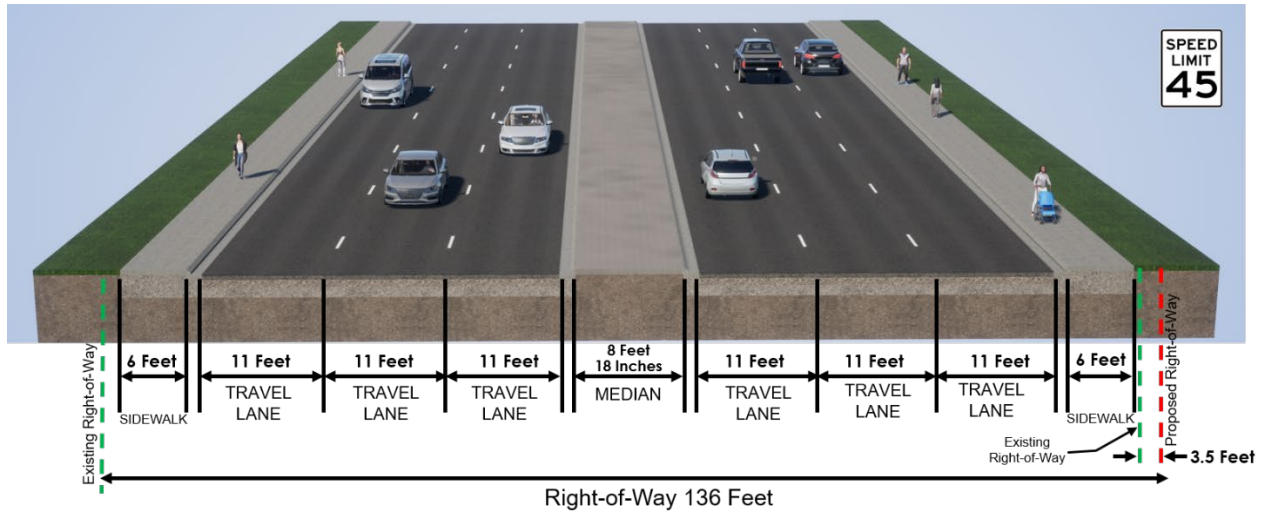 SPEED
LIMIT
45
6 Feet
11 Feet
11 Feet
11 Feet
8 Feet
18 Inches
11 Feet
11 Feet
11 Feet
6 Feet
SIDEWALK
TRAVEL
LANE
TRAVEL
LANE
TRAVEL
LANE
MEDIAN
TRAVEL
LANE
TRAVEL
LANE
TRAVEL
LANE
SIDEWALK
Existing Right-of-Way
Existing
Right-of-Way
Proposed Right-of-Way
3.5 Feet
Right-of-Way 136 Feet